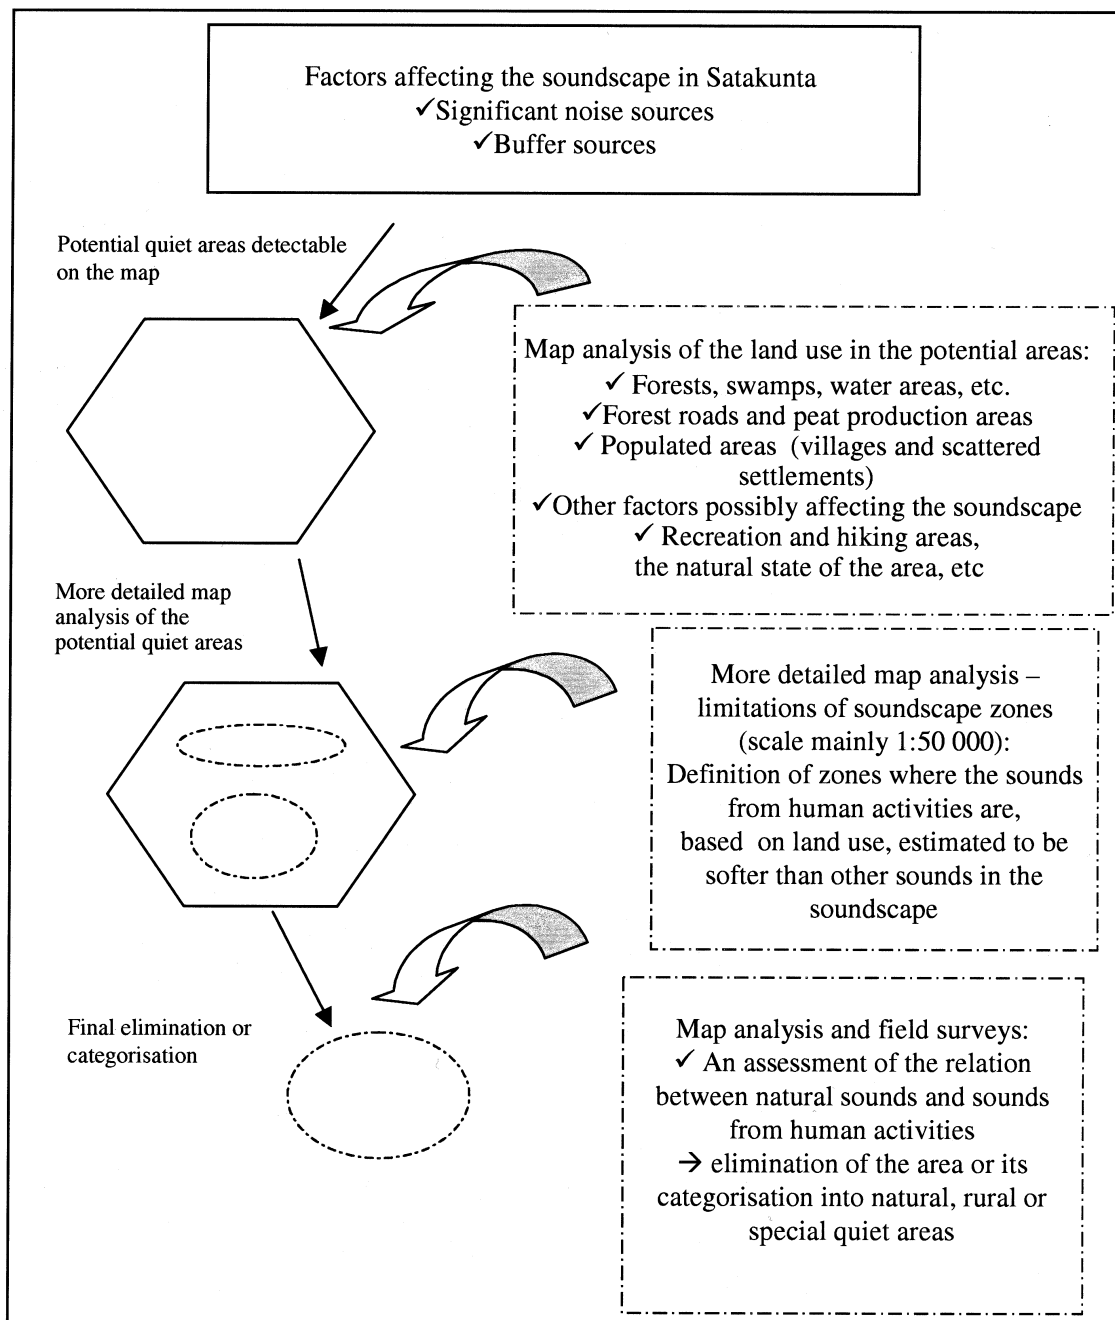 Factors affecting the soundscape in Satakunta
✓Significant noise sources
✓Buffer sources
Potential quiet areas detectable
on the map
Map analysis of the land use in the potential areas:
✓ Forests, swamps, water areas, etc.
✓Forest roads and peat production areas
✓ Populated areas (villages and scattered
settlements)
✓Other factors possibly affecting the soundscape
✓ Recreation and hiking areas,
the natural state of the area, etc
More detailed map
analysis of the
potential quiet areas
More detailed map analysis –
limitations of soundscape zones
(scale mainly 1:50 000):
Definition of zones where the sounds
from human activities are,
based on land use, estimated to be
softer than other sounds in the
soundscape
Final elimination or
categorisation
Map analysis and field surveys:
✓ An assessment of the relation
between natural sounds and sounds
from human activities
→ elimination of the area or its
categorisation into natural, rural or
special quiet areas